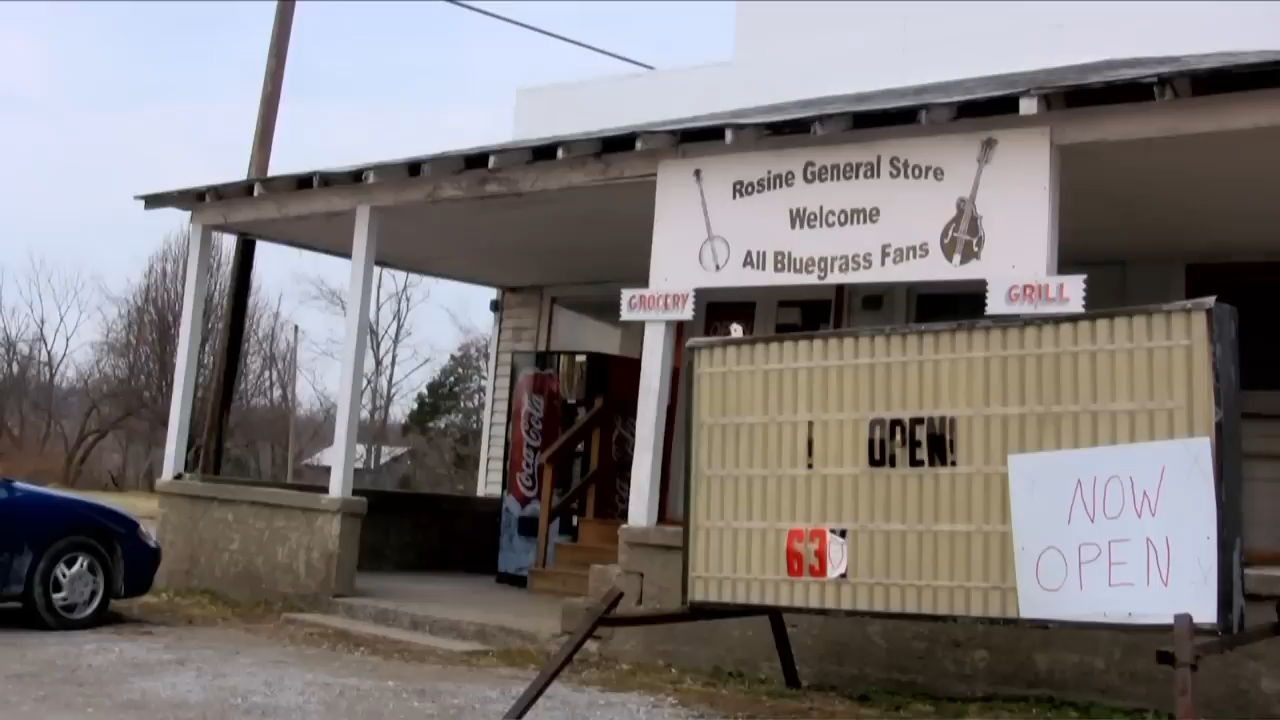 Rosine General Store
Welcome
All Bluegrass Fans
GROCERY
GRILL
Coca-Cola
! OPEN!
63
NOW
OPEN